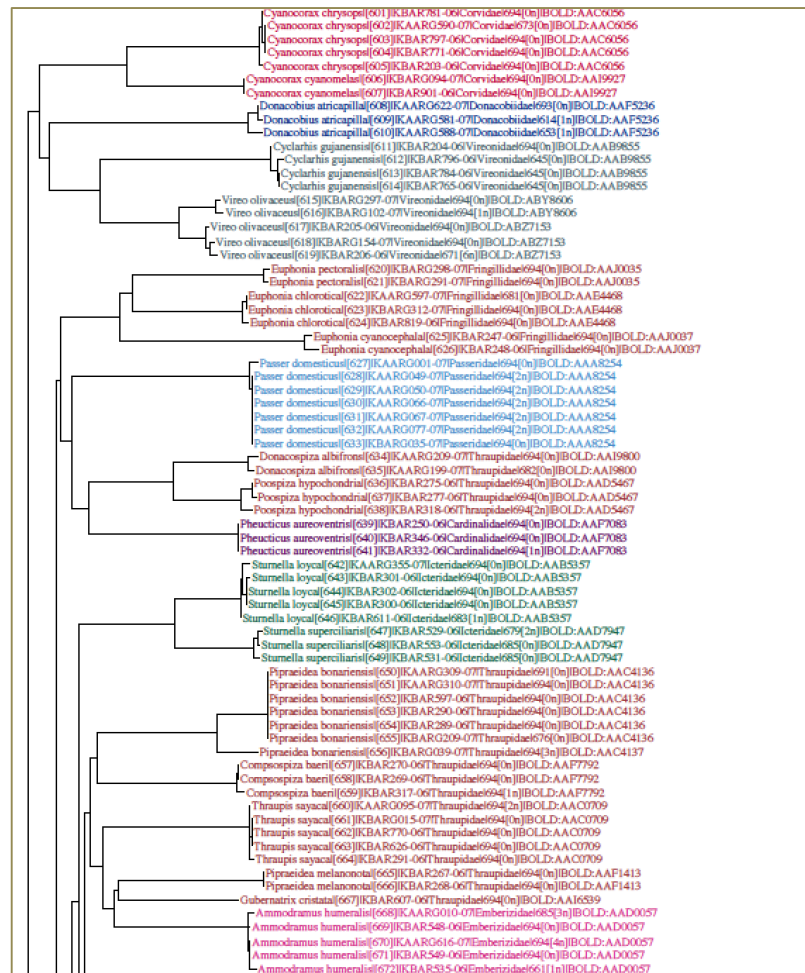 Cyanocorax chrysops|[601]|KBAR781-06|Corvidae|694[0n]|BOLD:AAC6056
Cyanocorax chrysops|[602]|KAARG590-07|Corvidae|673[0n]|BOLD:AAC6056
Cyanocorax chrysops|[603]|KBAR797-06|Corvidae|694[0n]|BOLD:AAC6056
Cyanocorax chrysops|[604]|KBAR771-06|Corvidae|694[0n]|BOLD:AAC6056
Cyanocorax chrysops|[605]|KBAR203-06|Corvidae|694[0n]|BOLD:AAC6056
Cyanocorax cyanomelas|[606]|KBARG094-07|Corvidae|694[0n]|BOLD:AAI9927
Cyanocorax cyanomelas|[607]|KBAR901-06|Corvidae|694[0n]|BOLD:AAI9927
Donacobius atricapilla|[608]|KAARG622-07|Donacobiidae|693[0n]|BOLD:AAF5236
Donacobius atricapilla|[609]|KAARG581-07|Donacobiidae|614[1n]|BOLD:AAF5236
Donacobius atricapilla|[610]|KAARG588-07|Donacobiidae|653[1n]|BOLD:AAF5236
Cyclarhis gujanensis|[611]|KBAR204-06|Vireonidae|694[0n]|BOLD:AAB9855
Cyclarhis gujanensis|[612]|KBAR796-06|Vireonidae|645[0n]|BOLD:AAB9855
Cyclarhis gujanensis|[613]|KBAR784-06|Vireonidae|645[0n]|BOLD:AAB9855
Cyclarhis gujanensis|[614]|KBAR765-06|Vireonidae|645[0n]|BOLD:AAB9855
Vireo olivaceus|[615]|KBARG297-07|Vireonidae|694[0n]|BOLD:ABY8606
Vireo olivaceus|[616]|KBARG102-07|Vireonidae|694[1n]|BOLD:ABY8606
Vireo olivaceus|[617]|KBAR205-06|Vireonidae|694[0n]|BOLD:ABZ7153
Vireo olivaceus|[618]|KBARG154-07|Vireonidae|694[0n]|BOLD:ABZ7153
Vireo olivaceus|[619]|KBAR206-06|Vireonidae|671[6n]|BOLD:ABZ7153
Euphonia pectoralis|[620]|KBARG298-07|Fringillidae|694[0n]|BOLD:AAJ0035
Euphonia pectoralis|[621]|KBARG291-07|Fringillidae|694[0n]|BOLD:AAJ0035
Euphonia chlorotica|[622]|KAARG597-07|Fringillidae|681[0n]|BOLD:AAE4468
Euphonia chlorotica|[623]|KBARG312-07|Fringillidae|694[0n]|BOLD:AAE4468
Euphonia chlorotica|[624]|KBAR819-06|Fringillidae|694[0n]|BOLD:AAE4468
Euphonia cyanocephala|[625]|KBAR247-06|Fringillidae|694[0n]|BOLD:AAJ0037
Euphonia cyanocephala|[626]|KBAR248-06|Fringillidae|694[0n]|BOLD:AAJ0037
Passer domesticus|[627]|KAARG001-07|Passeridae|694[0n]|BOLD:AAA8254
Passer domesticus|[628]|KAARG049-07|Passeridae|694[2n]|BOLD:AAA8254
Passer domesticus|[629]|KAARG050-07|Passeridae|694[2n]|BOLD:AAA8254
Passer domesticus|[630]|KAARG066-07|Passeridae|694[2n]|BOLD:AAA8254
Passer domesticus|[631]|KAARG067-07|Passeridae|694[2n]|BOLD:AAA8254
Passer domesticus|[632]|KAARG077-07|Passeridae|694[2n]|BOLD:AAA8254
Passer domesticus|[633]|KBARG035-07|Passeridae|694[0n]|BOLD:AAA8254
Donacospiza albifrons|[634]|KAARG209-07|Thraupidae|694[0n]|BOLD:AAI9800
Donacospiza albifrons|[635]|KAARG199-07|Thraupidae|682[0n]|BOLD:AAI9800
Poospiza hypochondria|[636]|KBAR275-06|Thraupidae|694[0n]|BOLD:AAD5467
Poospiza hypochondria|[637]|KBAR277-06|Thraupidae|694[0n]|BOLD:AAD5467
Poospiza hypochondria|[638]|KBAR318-06|Thraupidae|694[2n]|BOLD:AAD5467
Pheucticus aureoventris|[639]|KBAR250-06|Cardinalidae|694[0n]|BOLD:AAF7083
Pheucticus aureoventris|[640]|KBAR346-06|Cardinalidae|694[0n]|BOLD:AAF7083
Pheucticus aureoventris|[641]|KBAR332-06|Cardinalidae|694[1n]|BOLD:AAF7083
Sturnella loyca|[642]|KAARG355-07|Icteridae|694[0n]|BOLD:AAB5357
Sturnella loyca|[643]|KBAR301-06|Icteridae|694[0n]|BOLD:AAB5357
Sturnella loyca|[644]|KBAR302-06|Icteridae|694[0n]|BOLD:AAB5357
Sturnella loyca|[645]|KBAR300-06|Icteridae|694[0n]|BOLD:AAB5357
Sturnella loyca|[646]|KBAR611-06|Icteridae|683[1n]|BOLD:AAB5357
Sturnella superciliaris|[647]|KBAR529-06|Icteridae|679[2n]|BOLD:AAD7947
Sturnella superciliaris|[648]|KBAR553-06|Icteridae|685[0n]|BOLD:AAD7947
Sturnella superciliaris|[649]|KBAR531-06|Icteridae|685[0n]|BOLD:AAD7947
Pipraeidea bonariensis|[650]|KAARG309-07|Thraupidae|691[0n]|BOLD:AAC4136
Pipraeidea bonariensis|[651]|KAARG310-07|Thraupidae|694[0n]|BOLD:AAC4136
Pipraeidea bonariensis|[652]|KBAR597-06|Thraupidae|694[0n]|BOLD:AAC4136
Pipraeidea bonariensis|[653]|KBAR290-06|Thraupidae|694[0n]|BOLD:AAC4136
Pipraeidea bonariensis|[654]|KBAR289-06|Thraupidae|694[0n]|BOLD:AAC4136
Pipraeidea bonariensis|[655]|KBARG209-07|Thraupidae|676[0n]|BOLD:AAC4136
Pipraeidea bonariensis|[656]|KBARG039-07|Thraupidae|694[3n]|BOLD:AAC4137
Compsospiza baeri|[657]|KBAR270-06|Thraupidae|694[0n]|BOLD:AAF7792
Compsospiza baeri|[658]|KBAR269-06|Thraupidae|694[0n]|BOLD:AAF7792
Compsospiza baeri|[659]|KBAR317-06|Thraupidae|694[1n]|BOLD:AAF7792
Thraupis sayaca|[660]|KAARG095-07|Thraupidae|694[2n]|BOLD:AAC0709
Thraupis sayaca|[661]|KBARG015-07|Thraupidae|694[0n]|BOLD:AAC0709
Thraupis sayaca|[662]|KBAR770-06|Thraupidae|694[0n]|BOLD:AAC0709
Thraupis sayaca|[663]|KBAR626-06|Thraupidae|694[0n]|BOLD:AAC0709
Thraupis sayaca|[664]|KBAR291-06|Thraupidae|694[0n]|BOLD:AAC0709
Pipraeidea melanonota|[665]|KBAR267-06|Thraupidae|694[0n]|BOLD:AAF1413
Pipraeidea melanonota|[666]|KBAR268-06|Thraupidae|694[0n]|BOLD:AAF1413
Gubernatrix cristata|[667]|KBAR607-06|Thraupidae|694[0n]|BOLD:AAI6539
Ammodramus humeralis|[668]|KAARG010-07|Emberizidae|685[3n]|BOLD:AAD0057
Ammodramus humeralis|[669]|KBAR548-06|Emberizidae|694[0n]|BOLD:AAD0057
Ammodramus humeralis|[670]|KAARG616-07|Emberizidae|694[4n]|BOLD:AAD0057
Ammodramus humeralis|[671]|KBAR549-06|Emberizidae|694[0n]|BOLD:AAD0057
Ammodramus humeralis|[672]|KBAR535-06|Emberizidae|661[1n]|BOLD:AAD0057